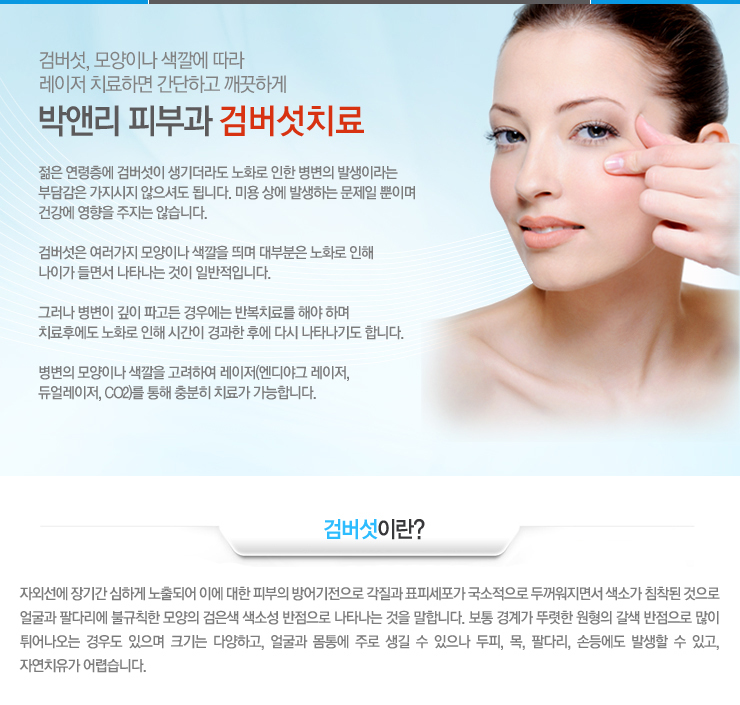 검버섯, 모양이나 색깔에 따라
레이저 치료하면 간단하고 깨끗하게
박앤리 피부과 검버섯치료
젊은 연령층에 검버섯이 생기더라도 노화로 인한 병변의 발생이라는
부담감은 가지시지 않으셔도 됩니다. 미용 상에 발생하는 문제일 뿐이며
건강에 영향을 주지는 않습니다.
검버섯은 여러가지 모양이나 색깔을 띄며 대부분은 노화로 인해
나이가 들면서 나타나는 것이 일반적입니다.
그러나 병변이 깊이 파고든 경우에는 반복치료를 해야 하며
치료후에도 노화로 인해 시간이 경과한 후에 다시 나타나기도 합니다.
병변의 모양이나 색깔을 고려하여 레이저(엔디야그 레이저,
듀얼레이저, CO2)를 통해 충분히 치료가 가능합니다.
검버섯이란?
자외선에 장기간 심하게 노출되어 이에 대한 피부의 방어기전으로 각질과 표피세포가 국소적으로 두꺼워지면서 색소가 침착된 것으로
얼굴과 팔다리에 불규칙한 모양의 검은색 색소성 반점으로 나타나는 것을 말합니다. 보통 경계가 뚜렷한 원형의 갈색 반점으로 많이
튀어나오는 경우도 있으며 크기는 다양하고, 얼굴과 몸통에 주로 생길 수 있으나 두피, 목, 팔다리, 손등에도 발생할 수 있고,
자연치유가 어렵습니다.